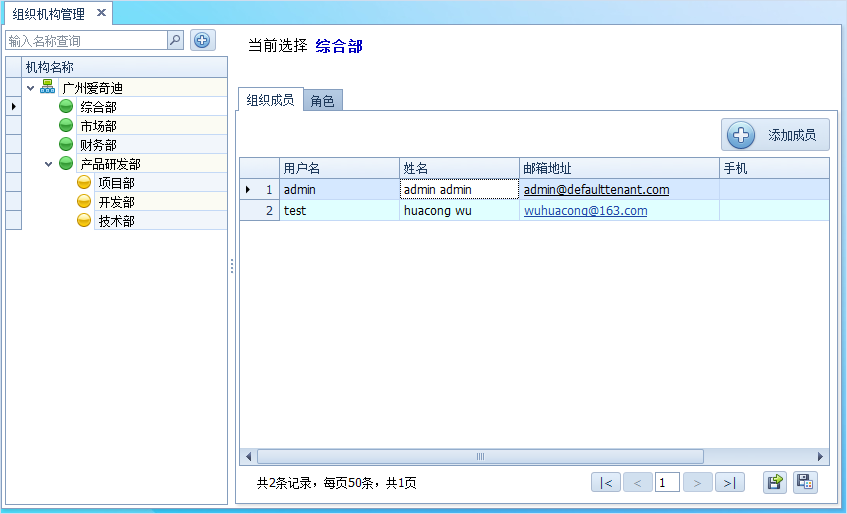 组织机构管理
输入名称查询
机构名称
广州爱奇迪
综合部
市场部
财务部
产品研发部
项目部
开发部
技术部
当前选择 综合部
组织成员 角色
添加成员
用户名 姓名 邮箱地址 手机
1 admin admin admin admin@defaulttenant.com
2 test huacong wu wuhuacong@163.com
共2条记录，每页50条，共1页
|< < 1 > >|